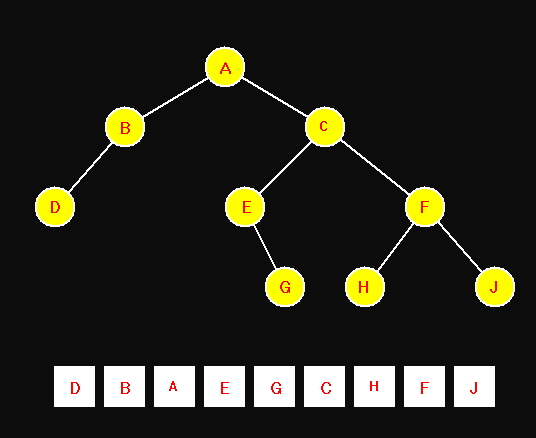 A
B C
D E F
G H J
D B A E G C H F J